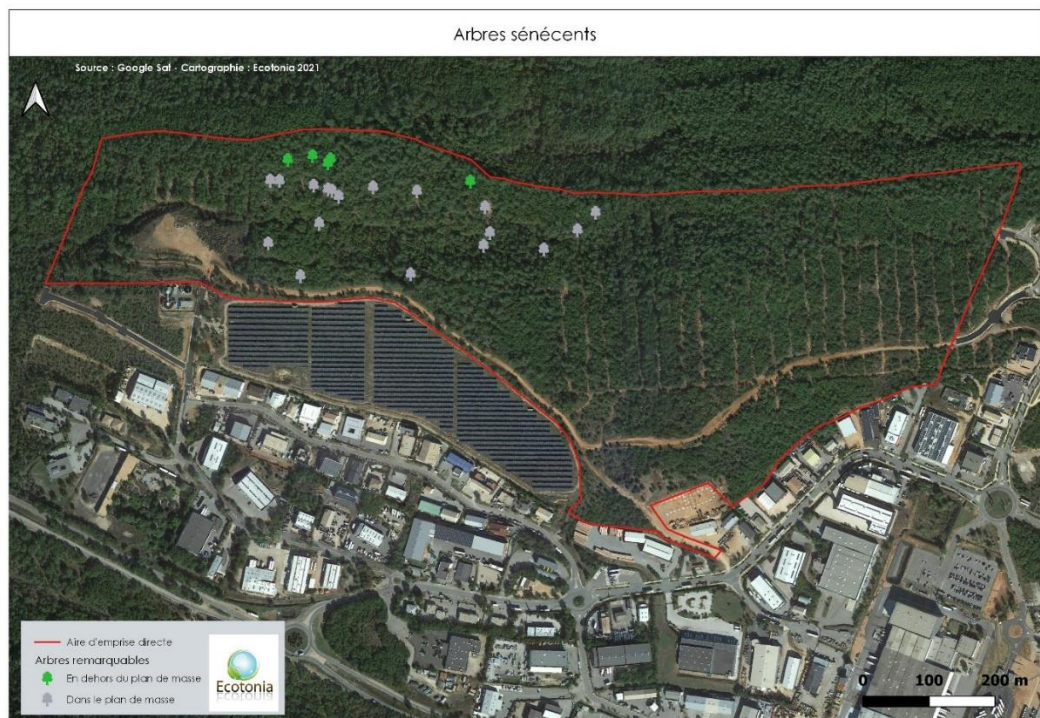 Arbres sénécents
Source : Google Sat - Cartographie : Ecotonia 2021
Aire d'emprise directe
Arbres remarquables
En dehors du plan de masse
Dans le plan de masse
Ecotonia
0 100 200 m